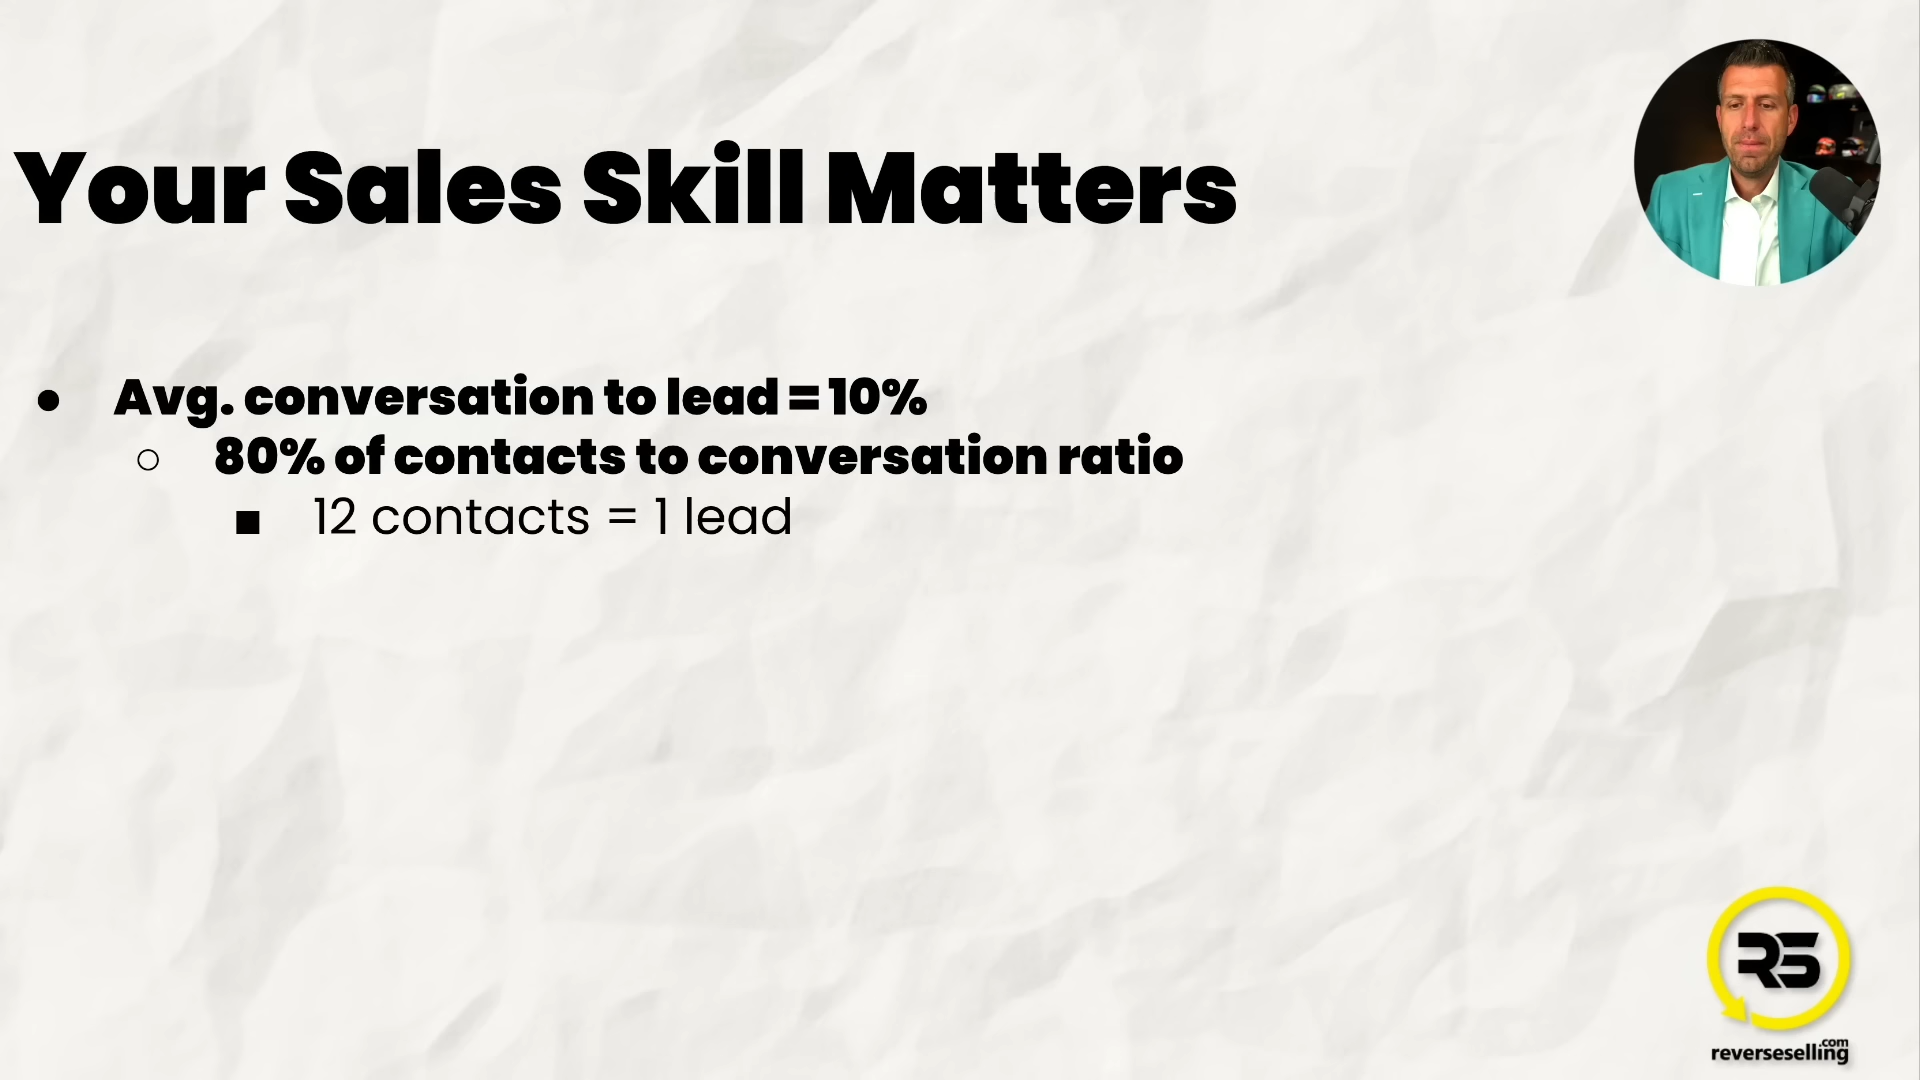 Your Sales Skill Matters
● Avg. conversation to lead = 10%
○ 80% of contacts to conversation ratio
■ 12 contacts = 1 lead
RS
reverseselling.com